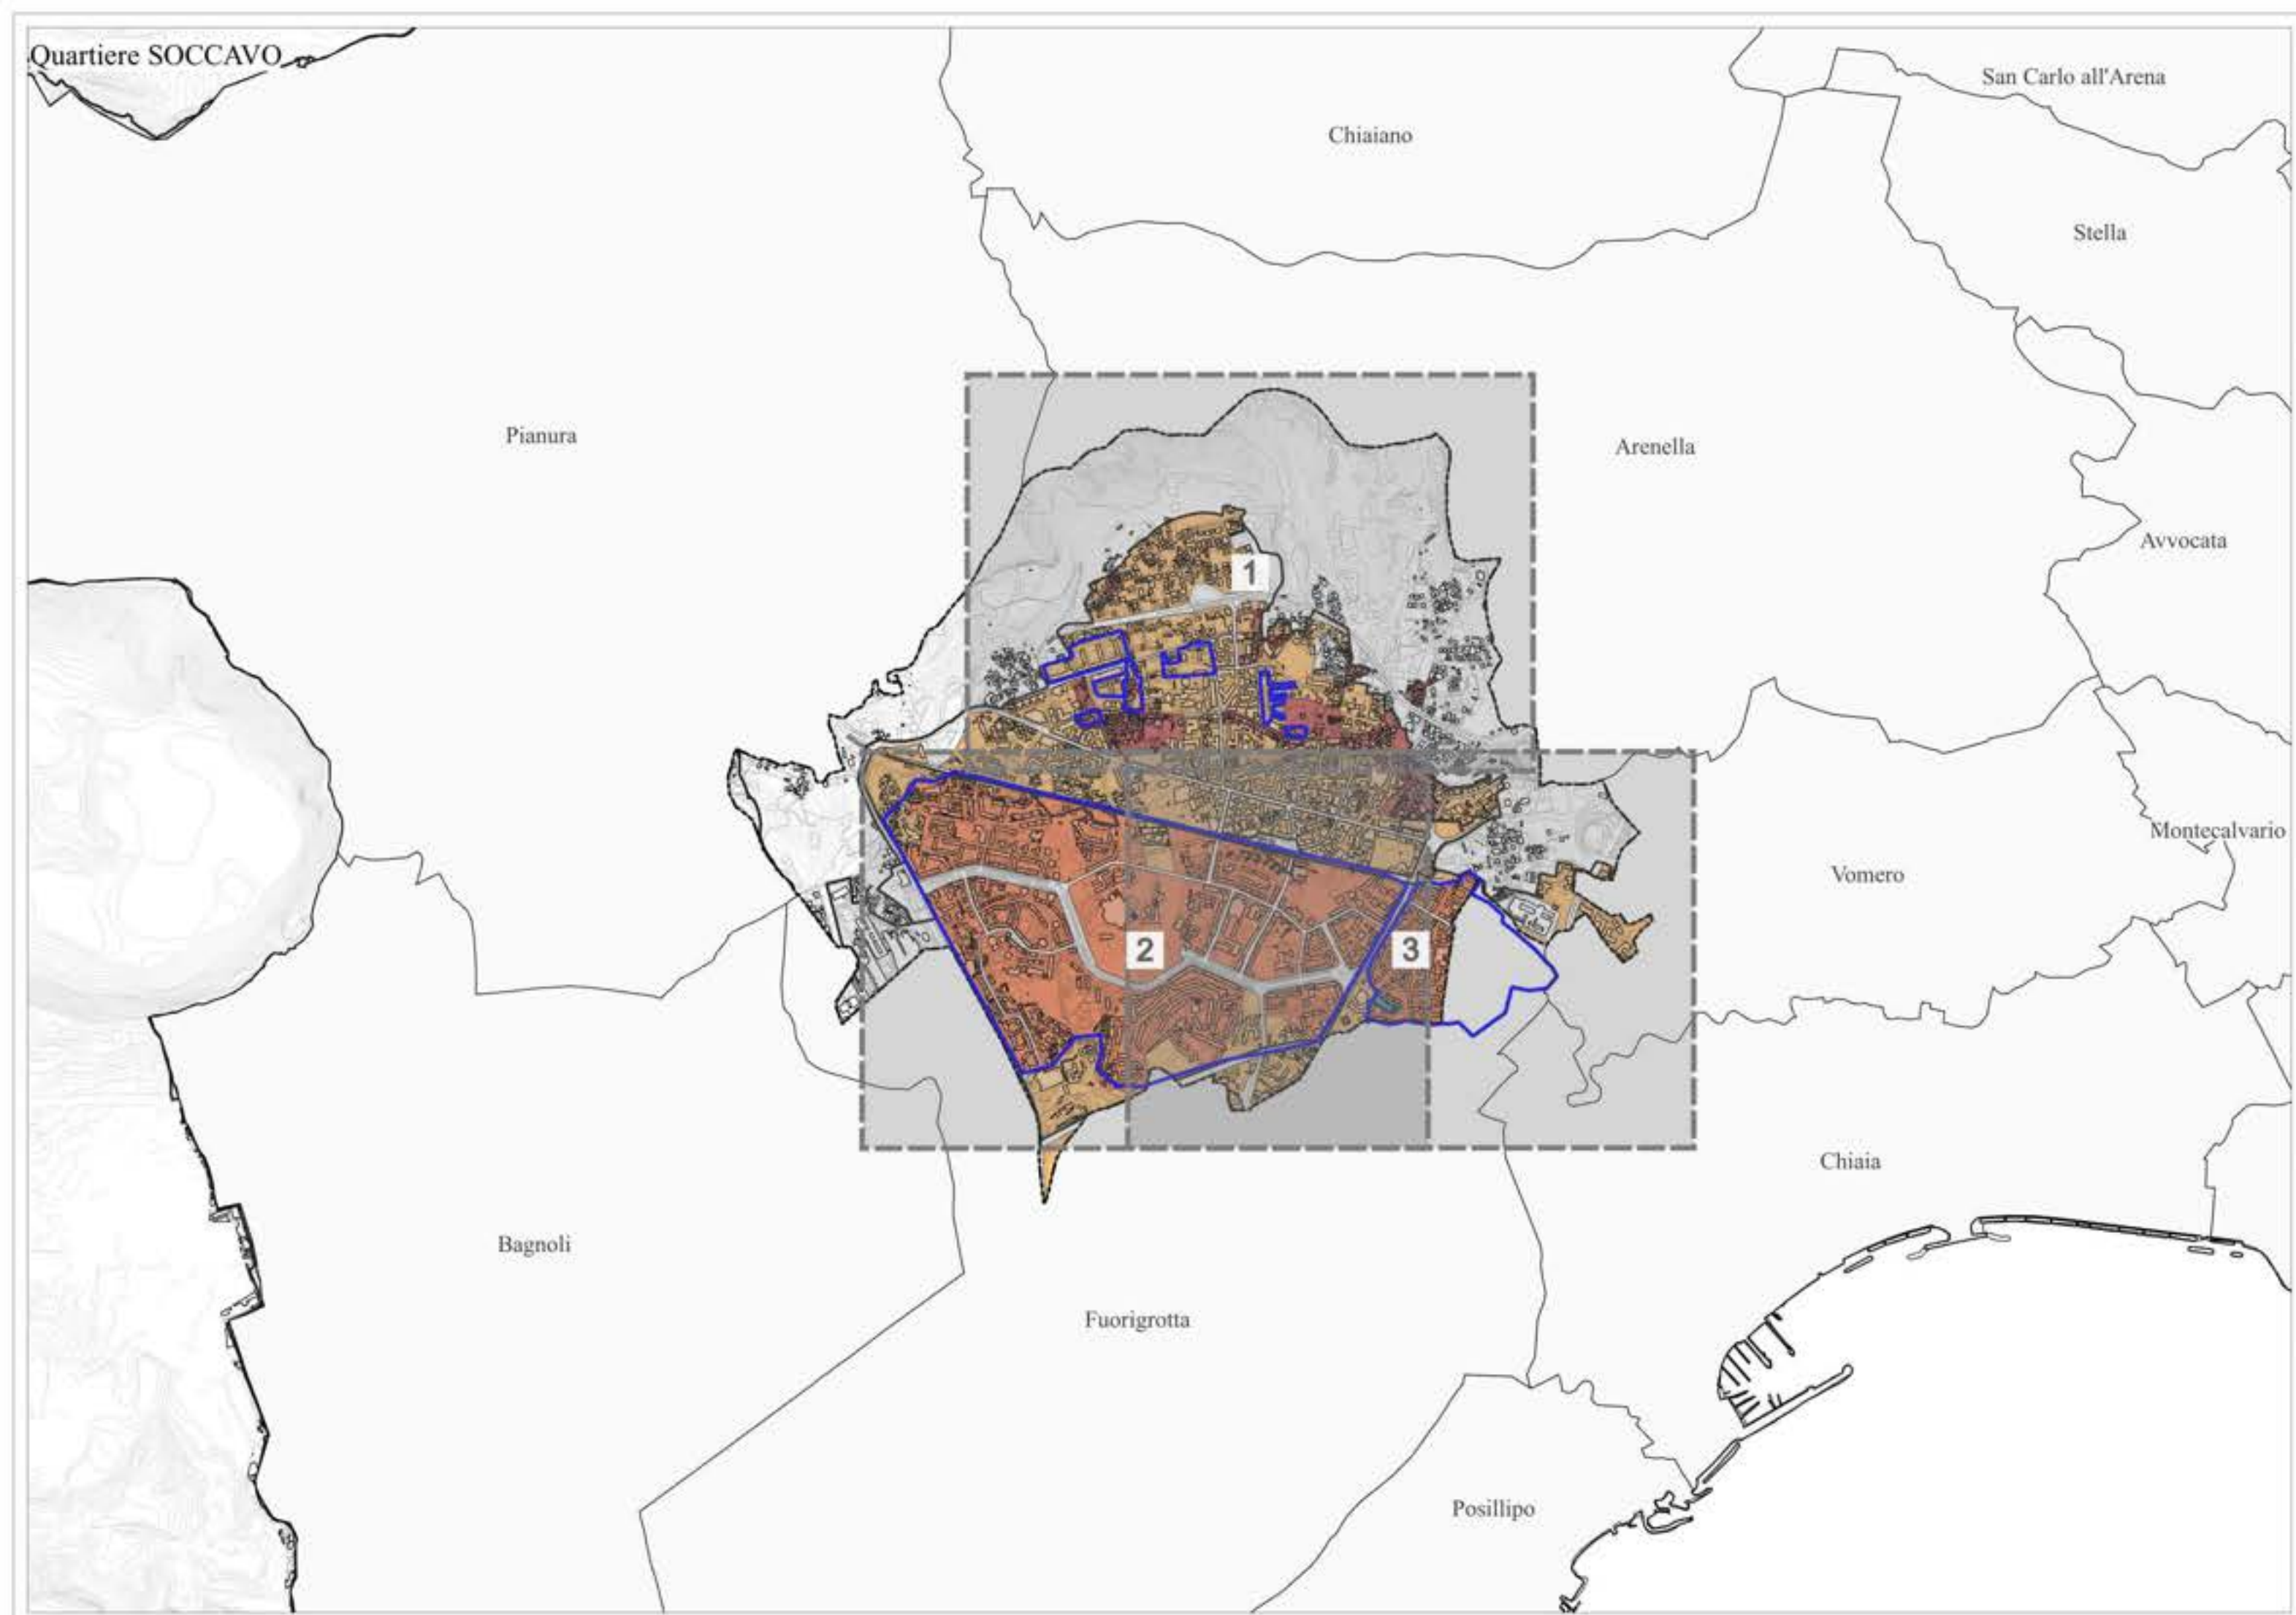 Quartiere SOCCAVO
San Carlo all'Arena
Chiaiano
Stella
Pianura
Arenella
Avvocata
1
Montecalvario
Vomero
2
3
Chiaia
Bagnoli
Fuorigrotta
Posillipo